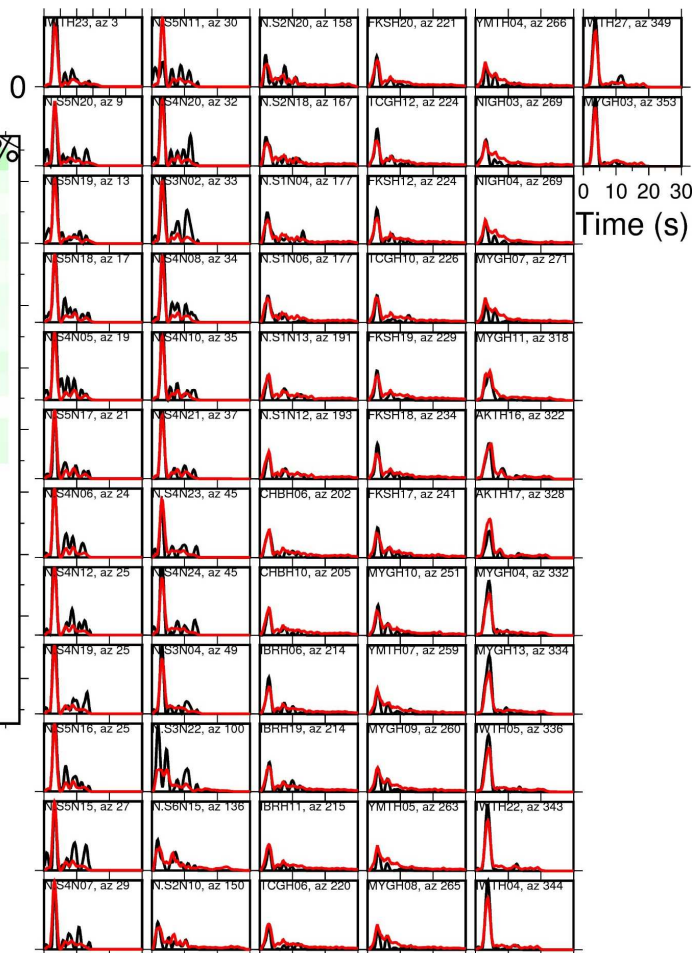 0
%
IWTH23, az 3
N.S5N20, az 9
N.S5N19, az 13
N.S5N18, az 17
N.S4N05, az 19
N.S5N17, az 21
N.S4N06, az 24
N.S4N12, az 25
N.S4N19, az 25
N.S5N16, az 25
N.S5N15, az 27
N.S4N07, az 29
N.S5N11, az 30
N.S4N20, az 32
N.S3N02, az 33
N.S4N08, az 34
N.S4N10, az 35
N.S4N21, az 37
N.S4N23, az 45
N.S4N24, az 45
N.S3N04, az 49
N.S3N22, az 100
N.S6N15, az 136
N.S2N10, az 150
N.S2N20, az 158
N.S2N18, az 167
N.S1N04, az 177
N.S1N06, az 177
N.S1N13, az 191
N.S1N12, az 193
CHBH06, az 202
CHBH10, az 205
IBRH06, az 214
IBRH19, az 214
IBRH11, az 215
TCGH06, az 220
FKSH20, az 221
TCGH12, az 224
FKSH12, az 224
TCGH10, az 226
FKSH19, az 229
FKSH18, az 234
FKSH17, az 241
MYGH10, az 251
YMTH07, az 259
MYGH09, az 260
YMTH05, az 263
MYGH08, az 265
YMTH04, az 266
NIGH03, az 269
NIGH04, az 269
MYGH07, az 271
MYGH11, az 318
AKTH16, az 322
AKTH17, az 328
MYGH04, az 332
MYGH13, az 334
IWTH05, az 336
IWTH22, az 343
IWTH04, az 344
IWTH27, az 349
MYGH03, az 353
0 10 20 30
Time (s)